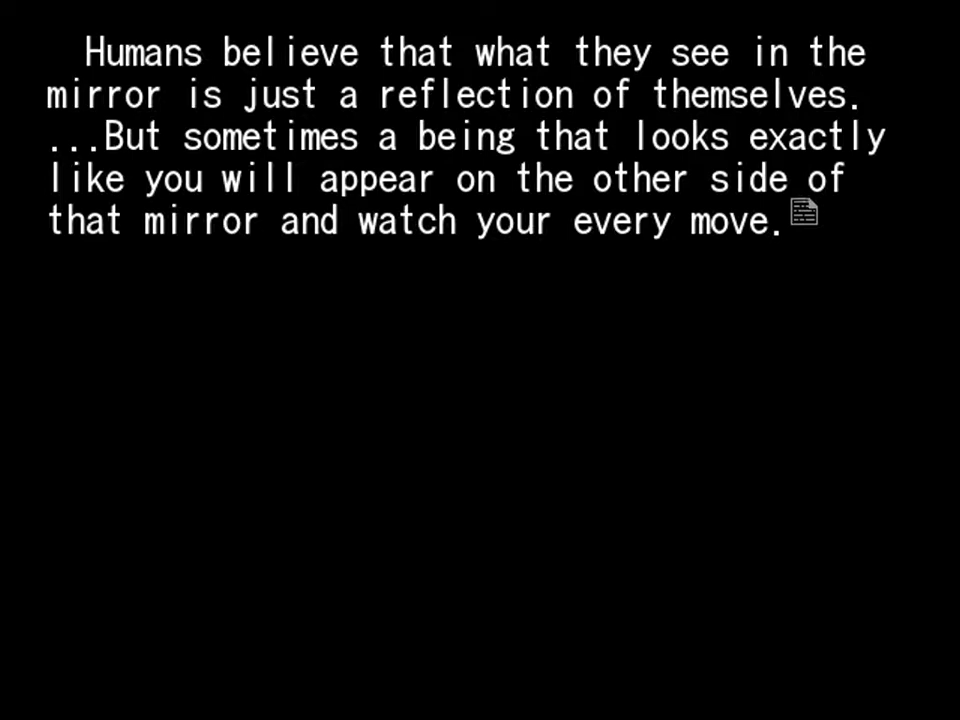 Humans believe that what they see in the
mirror is just a reflection of themselves.
...But sometimes a being that looks exactly
like you will appear on the other side of
that mirror and watch your every move.